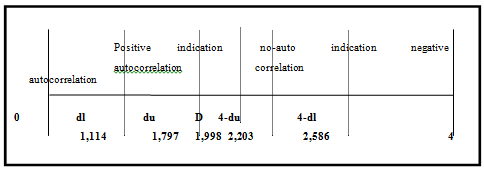 Positive indication no-auto indication negative
autocorrelation correlation
autocorrelation
0 dl du D 4-du 4-dl
1,114 1,797 1,998 2,203 2,586 4